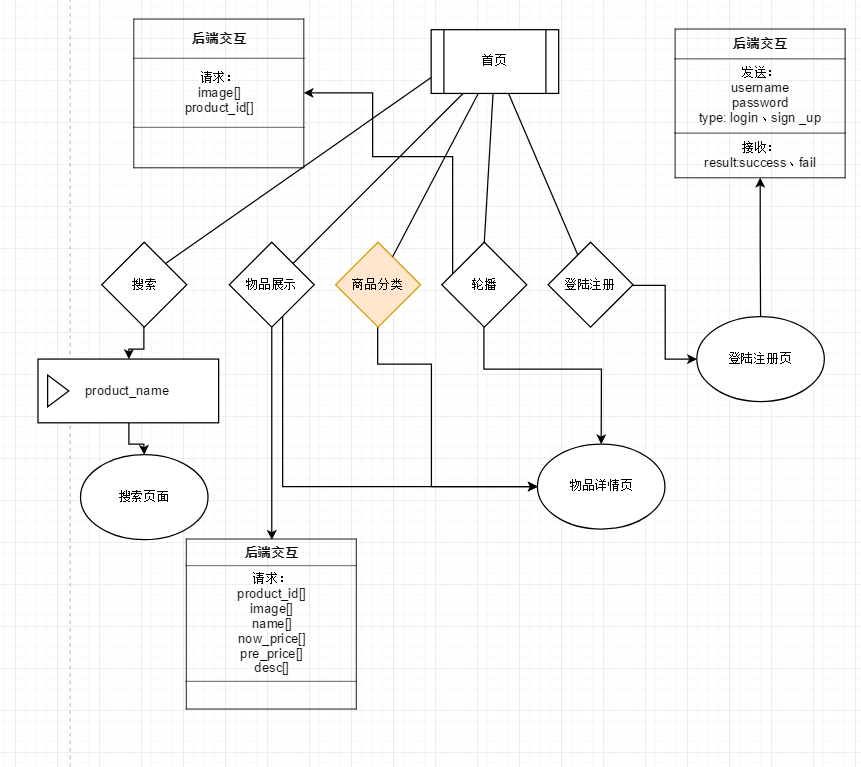 后端交互
请求：
image[]
product_id[]
首页
后端交互
发送：
username
password
type: login、sign _up
接收：
result:success、fail
搜索
物品展示
商品分类
轮播
登陆注册
登陆注册页
product_name
搜索页面
物品详情页
后端交互
请求：
product_id[]
image[]
name[]
now_price[]
pre_price[]
desc[]